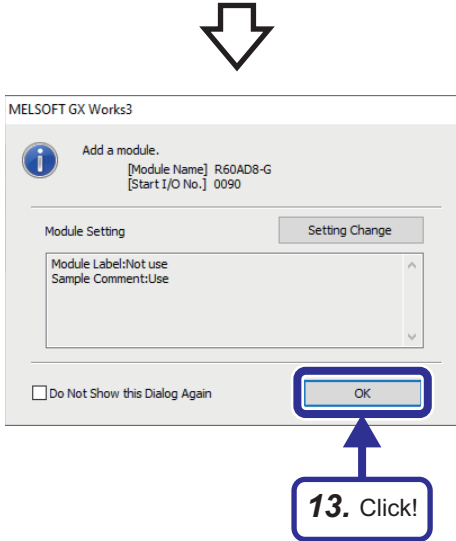 MELSOFT GX Works3
Add a module.
[Module Name] R60AD8-G
[Start I/O No.] 0090
Module Setting
Setting Change
Module Label:Not use
Sample Comment:Use
Do Not Show this Dialog Again
OK
13. Click!